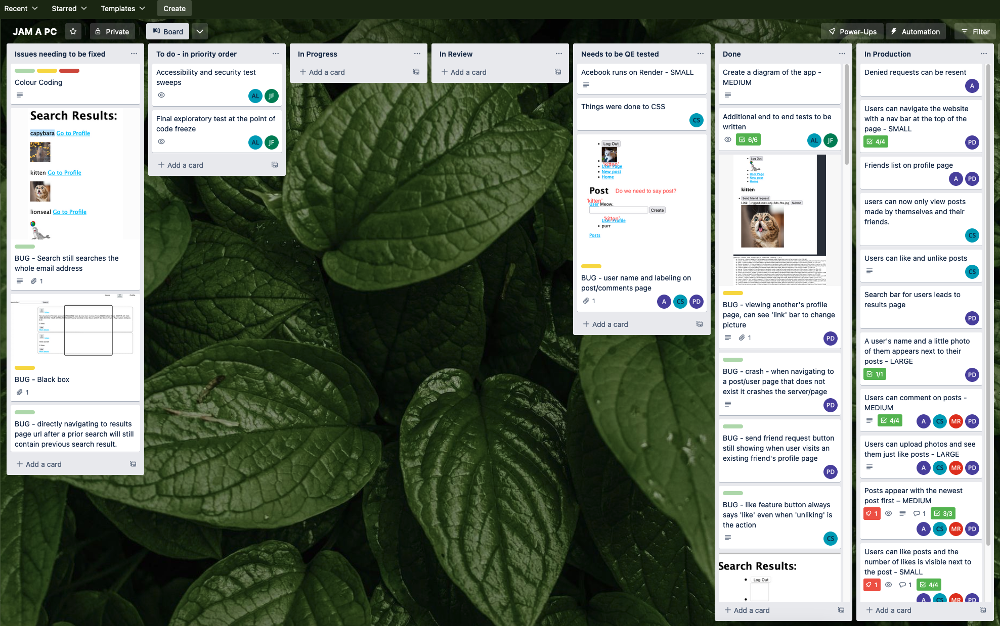 Recent
Starred
Templates
Create
JAM A PC
Private
Board
Power-Ups
Automation
Filter
Issues needing to be fixed
Colour Coding
Search Results:
capybara Go to Profile
kitten Go to Profile
lionseal Go to Profile
BUG - Search still searches the
whole email address
1
Home
Profile
BUG - Black box
1
BUG - directly navigating to results
page url after a prior search will still
contain previous search result.
Add a card
To do - in priority order
Accessibility and security test
sweeps
AL JF
Final exploratory test at the point of
code freeze
AL JF
Add a card
In Progress
Add a card
In Review
Add a card
Needs to be QE tested
Acebook runs on Render - SMALL
Things were done to CSS
CS
Log Out
'kitten'
User Page
New post
Home
Post Do we need to say post?
'kitten'
User Meow.
Create
'kitten'
User Profile
purr
Posts
BUG - user name and labeling on
post/comments page
1 A CS PD
Add a card
Done
Create a diagram of the app -
MEDIUM
Additional end to end tests to be
written
6/6 AL JF
Log Out
User Page
New post
Home
kitten
Send friend request
Link: -rigged-max-obj-3ds-fbx.jpg Submit
BUG - viewing another's profile
page, can see 'link' bar to change
picture
1 PD
BUG - crash - when navigating to
a post/user page that does not
exist it crashes the server/page
PD
BUG - send friend request button
still showing when user visits an
existing friend's profile page
PD
BUG - like feature button always
says 'like' even when 'unliking' is
the action
CS
Search Results:
Log Out
Add a card
In Production
Denied requests can be resent
A
Users can navigate the website
with a nav bar at the top of the
page - SMALL
4/4 PD
Friends list on profile page
A PD
users can now only view posts
made by themselves and their
friends.
CS
Users can like and unlike posts
CS
Search bar for users leads to
results page
PD
A user's name and a little photo
of them appears next to their
posts - LARGE
1/1 PD
Users can comment on posts -
MEDIUM
4/4 A CS MR PD
Users can upload photos and see
them just like posts - LARGE
A CS MR PD
Posts appear with the newest
post first – MEDIUM
1 1 3/3
A CS MR PD
Users can like posts and the
number of likes is visible next to
the post - SMALL
1 1 4/4
A CS MR PD
Add a card